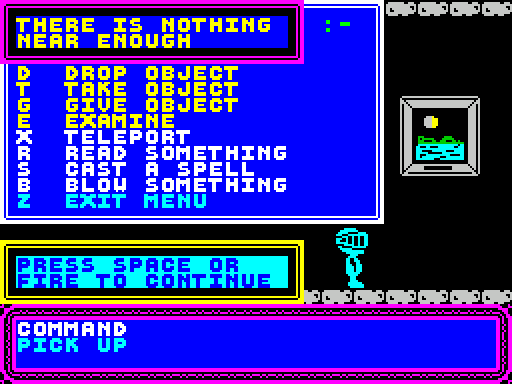 THERE IS NOTHING
NEAR ENOUGH
:-
D DROP OBJECT
T TAKE OBJECT
G GIVE OBJECT
E EXAMINE
X TELEPORT
R READ SOMETHING
S CAST A SPELL
B BLOW SOMETHING
Z EXIT MENU
PRESS SPACE OR
FIRE TO CONTINUE
COMMAND
PICK UP